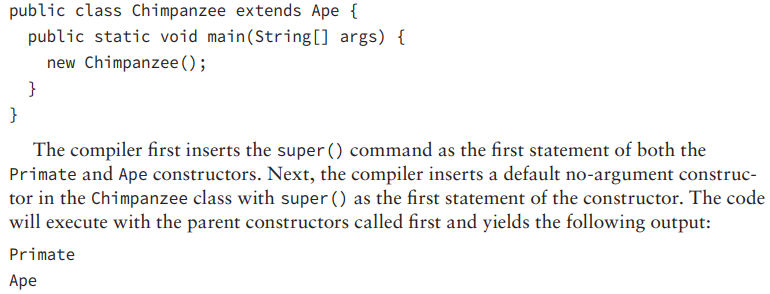 public class Chimpanzee extends Ape {
  public static void main(String[] args) {
    new Chimpanzee();
  }
}
The compiler first inserts the super() command as the first statement of both the
Primate and Ape constructors. Next, the compiler inserts a default no-argument construc-
tor in the Chimpanzee class with super() as the first statement of the constructor. The code
will execute with the parent constructors called first and yields the following output:
Primate
Ape